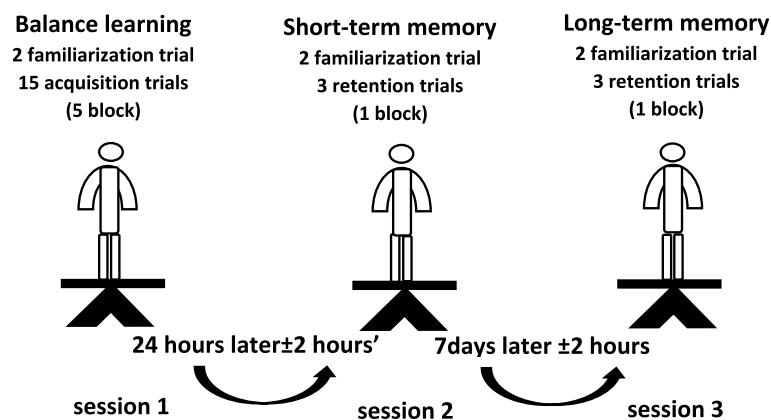 Balance learning
2 familiarization trial
15 acquisition trials
(5 block)
Short-term memory
2 familiarization trial
3 retention trials
(1 block)
Long-term memory
2 familiarization trial
3 retention trials
(1 block)
24 hours later±2 hours’
7days later ±2 hours
session 1
session 2
session 3